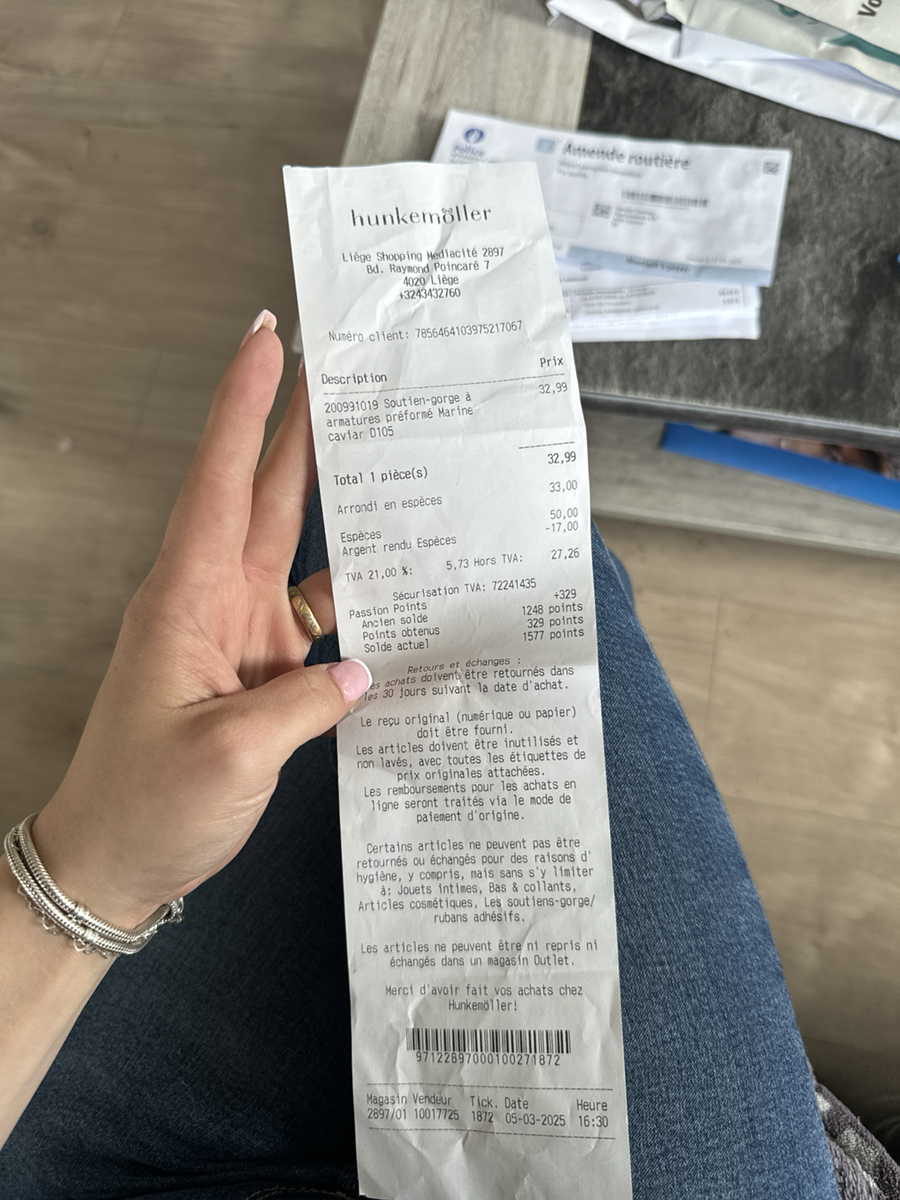 Amende routière
hunkemöller
Liège Shopping Mediacité 2897
Bd. Raymond Poincaré 7
4020 Liège
+3243432760
Numéro client: 7856464103975217067
Description Prix
200991019 Soutien-gorge à 32,99
armatures préformé Marine
caviar D105
Total 1 pièce(s) 32,99
Arrondi en espèces 33,00
Espèces 50,00
Argent rendu Espèces -17,00
TVA 21,00 %: 5,73 Hors TVA: 27,26
Sécurisation TVA: 72241435
Passion Points +329
Ancien solde 1248 points
Points obtenus 329 points
Solde actuel 1577 points
Retours et échanges :
es achats doivent être retournés dans
les 30 jours suivant la date d'achat.
Le reçu original (numérique ou papier)
doit être fourni.
Les articles doivent être inutilisés et
non lavés, avec toutes les étiquettes de
prix originales attachées.
Les remboursements pour les achats en
ligne seront traités via le mode de
paiement d'origine.
Certains articles ne peuvent pas être
retournés ou échangés pour des raisons d'
hygiène, y compris, mais sans s'y limiter
à: Jouets intimes, Bas & collants,
Articles cosmétiques, Les soutiens-gorge/
rubans adhésifs.
Les articles ne peuvent être ni repris ni
échangés dans un magasin Outlet.
Merci d'avoir fait vos achats chez
Hunkemöller!
97122897000100271872
Magasin Vendeur Tick. Date Heure
2897/01 10017725 1872 05-03-2025 16:30